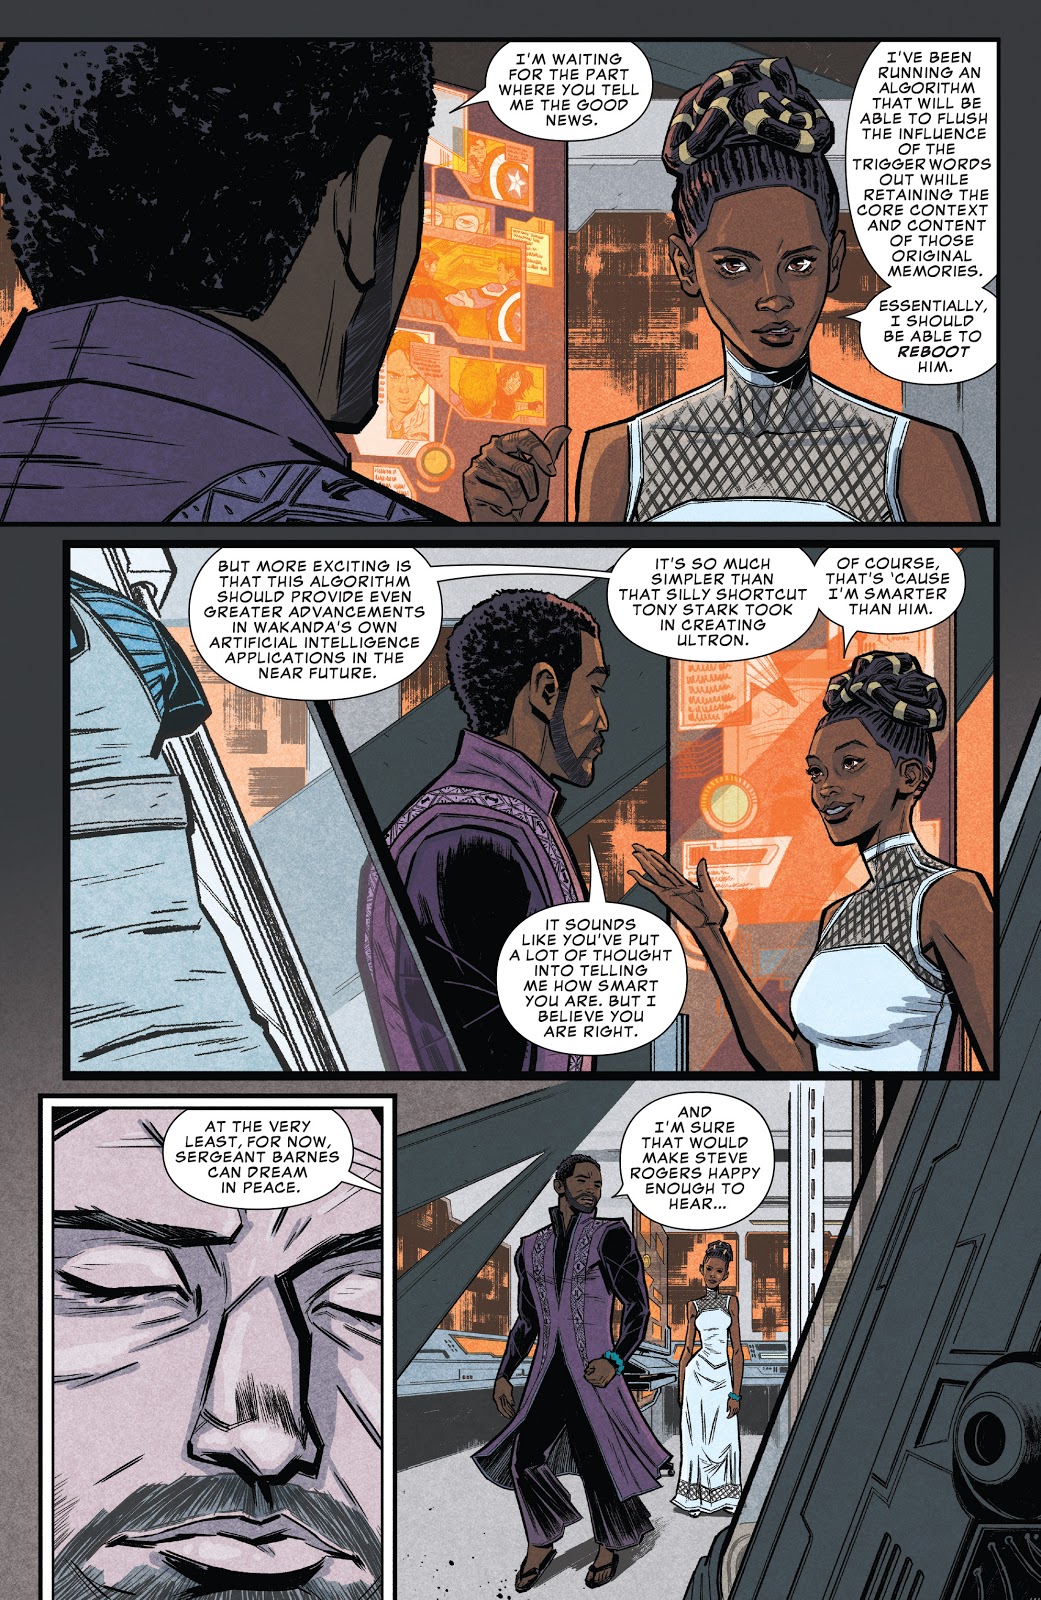 I'M WAITING
FOR THE PART
WHERE YOU TELL
ME THE GOOD
NEWS.
I'VE BEEN
RUNNING AN
ALGORITHM
THAT WILL BE
ABLE TO FLUSH
THE INFLUENCE
OF THE
TRIGGER WORDS
OUT WHILE
RETAINING THE
CORE CONTEXT
AND CONTENT
OF THOSE
ORIGINAL
MEMORIES.
ESSENTIALLY,
I SHOULD
BE ABLE TO
REBOOT
HIM.
BUT MORE EXCITING IS
THAT THIS ALGORITHM
SHOULD PROVIDE EVEN
GREATER ADVANCEMENTS
IN WAKANDA'S OWN
ARTIFICIAL INTELLIGENCE
APPLICATIONS IN THE
NEAR FUTURE.
IT'S SO MUCH
SIMPLER THAN
THAT SILLY SHORTCUT
TONY STARK TOOK
IN CREATING
ULTRON.
OF COURSE,
THAT'S 'CAUSE
I'M SMARTER
THAN HIM.
IT SOUNDS
LIKE YOU'VE PUT
A LOT OF THOUGHT
INTO TELLING
ME HOW SMART
YOU ARE. BUT I
BELIEVE YOU
ARE RIGHT.
AT THE VERY
LEAST, FOR NOW,
SERGEANT BARNES
CAN DREAM
IN PEACE.
AND
I'M SURE
THAT WOULD
MAKE STEVE
ROGERS HAPPY
ENOUGH TO
HEAR...